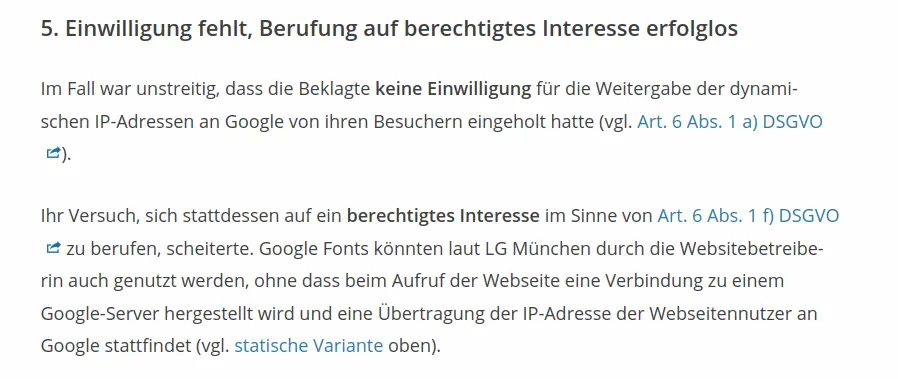 5. Einwilligung fehlt, Berufung auf berechtigtes Interesse erfolglos
Im Fall war unstreitig, dass die Beklagte keine Einwilligung für die Weitergabe der dynami-
schen IP-Adressen an Google von ihren Besuchern eingeholt hatte (vgl. Art. 6 Abs. 1 a) DSGVO
).
Ihr Versuch, sich stattdessen auf ein berechtigtes Interesse im Sinne von Art. 6 Abs. 1 f) DSGVO
zu berufen, scheiterte. Google Fonts könnten laut LG München durch die Websitebetreibe-
rin auch genutzt werden, ohne dass beim Aufruf der Webseite eine Verbindung zu einem
Google-Server hergestellt wird und eine Übertragung der IP-Adresse der Webseitennutzer an
Google stattfindet (vgl. statische Variante oben).